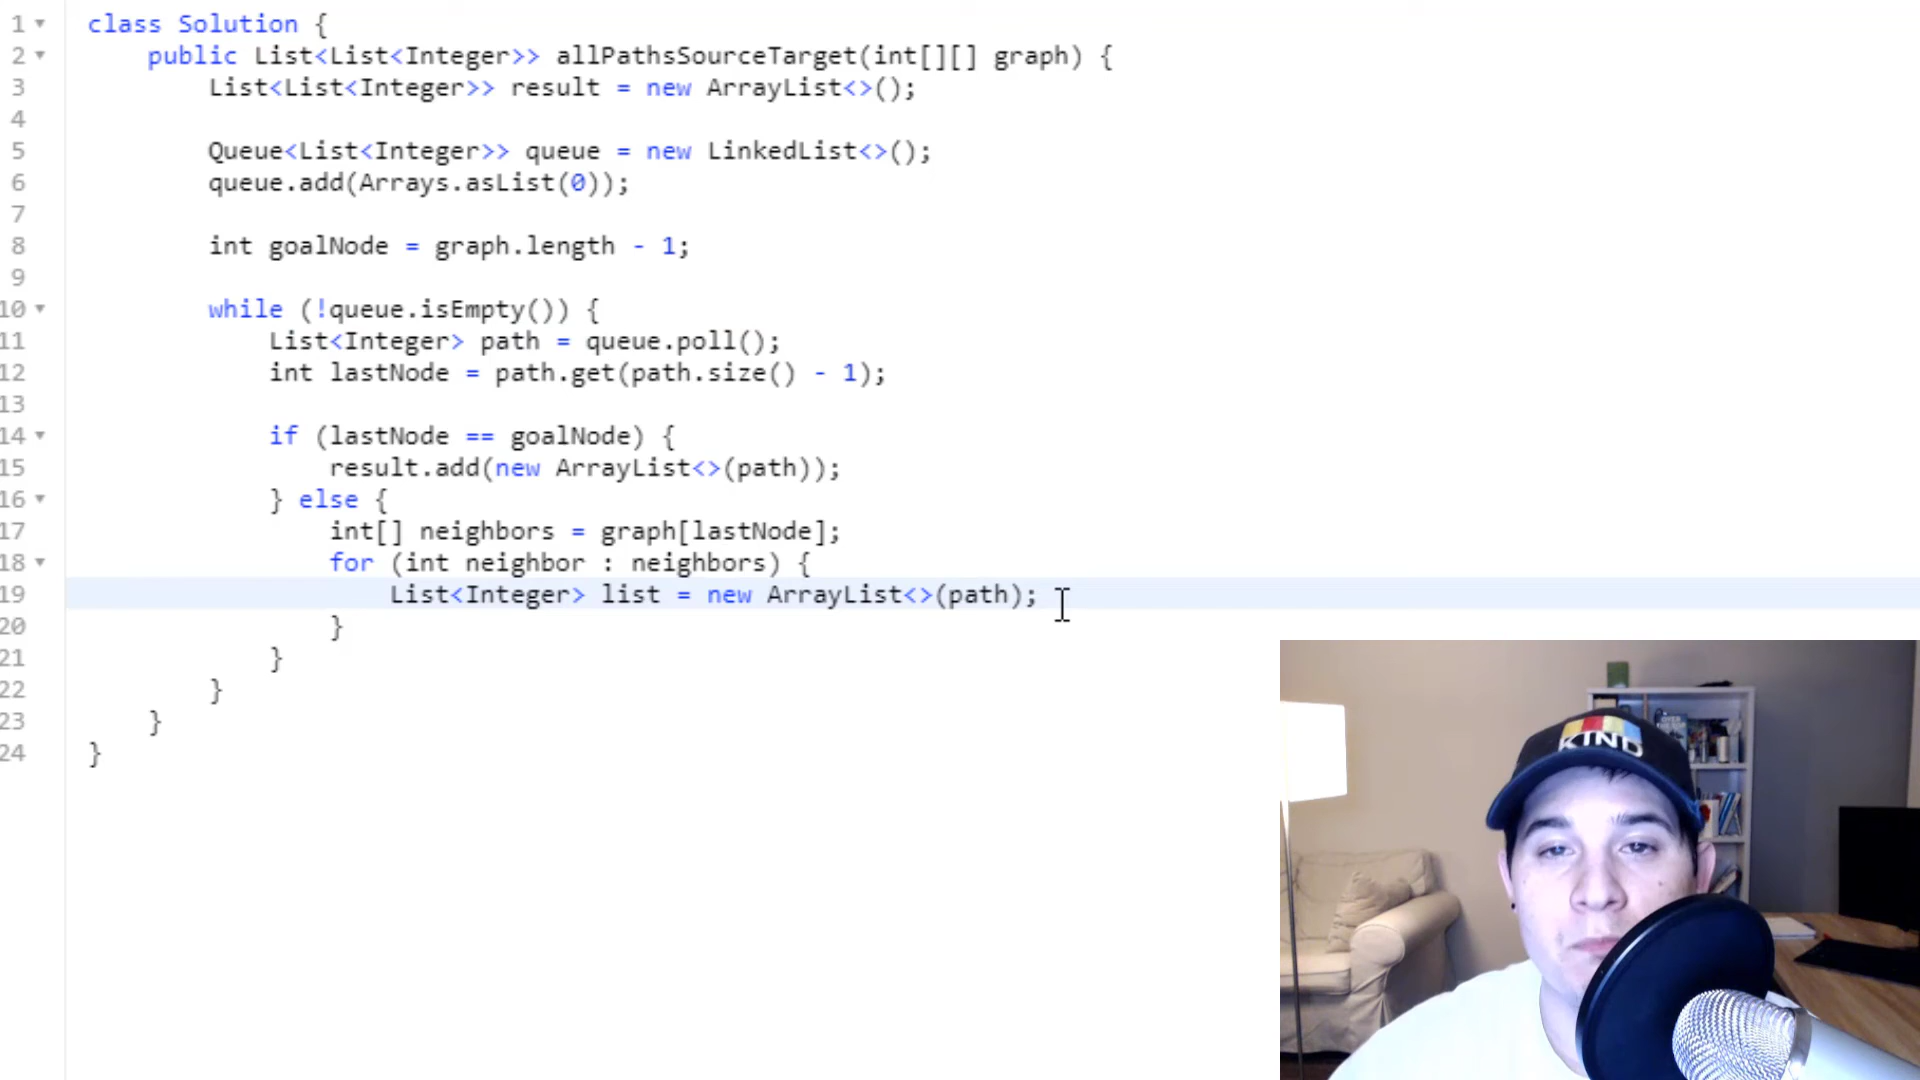 1 class Solution {
2 public List<List<Integer>> allPathsSourceTarget(int[][] graph) {
3 List<List<Integer>> result = new ArrayList<>();
4
5 Queue<List<Integer>> queue = new LinkedList<>();
6 queue.add(Arrays.asList(0));
7
8 int goalNode = graph.length - 1;
9
10 while (!queue.isEmpty()) {
11 List<Integer> path = queue.poll();
12 int lastNode = path.get(path.size() - 1);
13
14 if (lastNode == goalNode) {
15 result.add(new ArrayList<>(path));
16 } else {
17 int[] neighbors = graph[lastNode];
18 for (int neighbor : neighbors) {
19 List<Integer> list = new ArrayList<>(path);
20 }
21 }
22 }
23 }
24 }
KIND